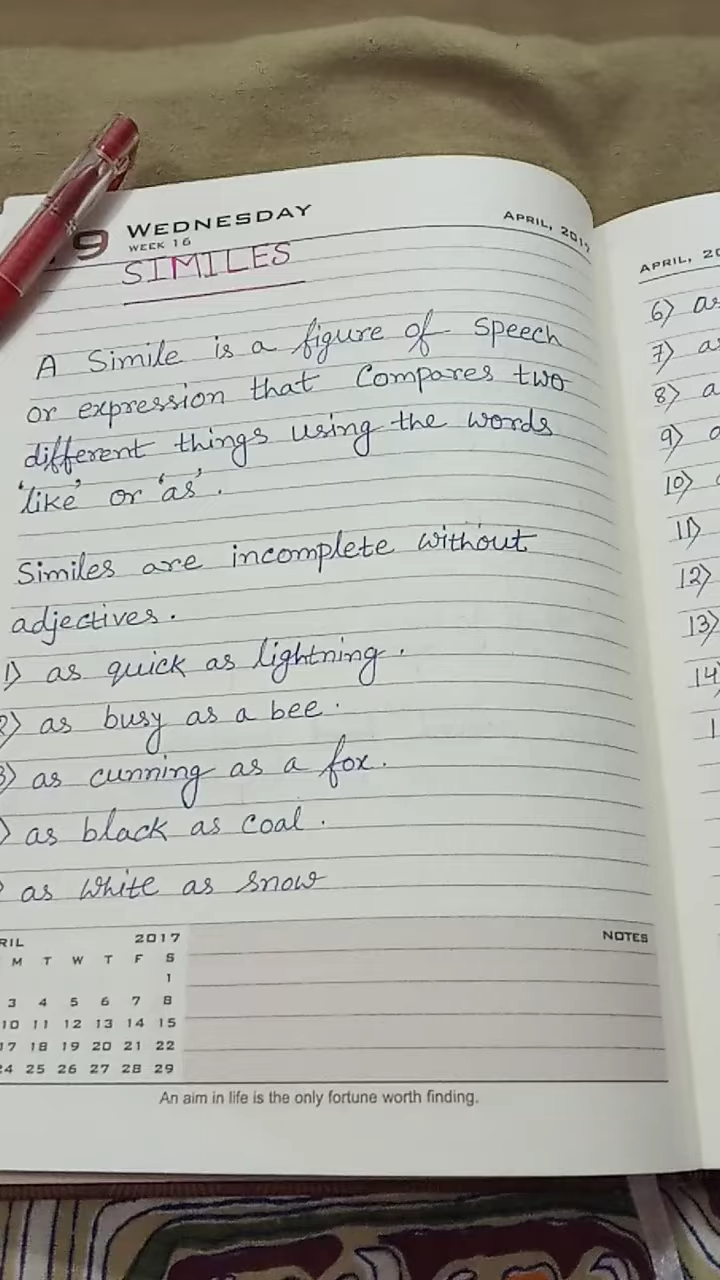 9 WEDNESDAY
WEEK 16
APRIL, 2017
SIMILES
A Simile is a figure of speech
or expression that Compares two
different things using the words
'like' or 'as'.
Similes are incomplete without
adjectives.
1) as quick as lightning.
2) as busy as a bee.
3) as cunning as a fox.
) as black as coal.
as white as snow
RIL 2017
M T W T F S
1
3 4 5 6 7 8
10 11 12 13 14 15
17 18 19 20 21 22
24 25 26 27 28 29
NOTES
An aim in life is the only fortune worth finding.
APRIL, 20
6) as
7) a
8) a
9)
10)
11)
12)
13)
14
1